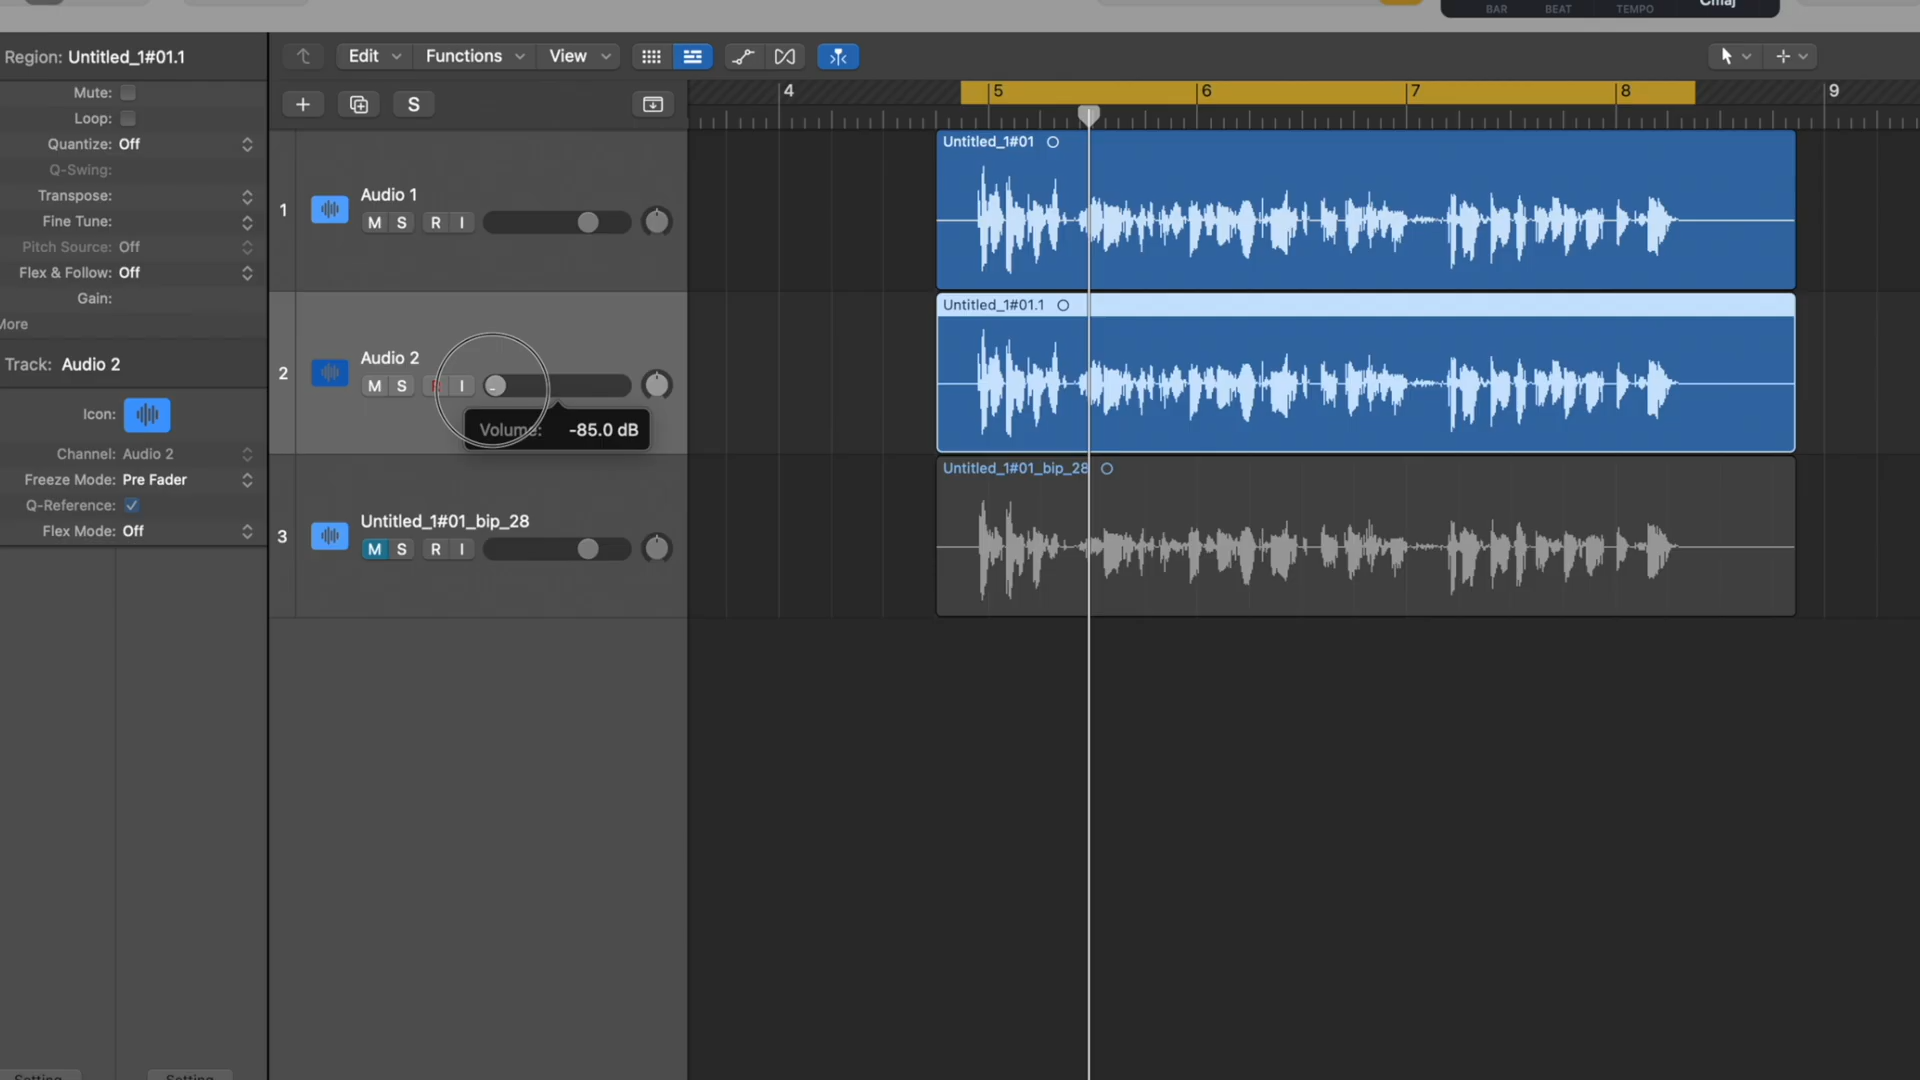 BAR BEAT TEMPO Cmaj
Region: Untitled_1#01.1
Edit Functions View
Mute:
Loop:
Quantize: Off
Q-Swing:
Transpose:
Fine Tune:
Pitch Source: Off
Flex & Follow: Off
Gain:
More
Track: Audio 2
Icon:
Channel: Audio 2
Freeze Mode: Pre Fader
Q-Reference:
Flex Mode: Off
S
4 5 6 7 8 9
1
Audio 1
M S R I
2
Audio 2
M S R I
Volume: -85.0 dB
3
Untitled_1#01_bip_28
M S R I
Untitled_1#01
Untitled_1#01.1
Untitled_1#01_bip_28
Setting Setting